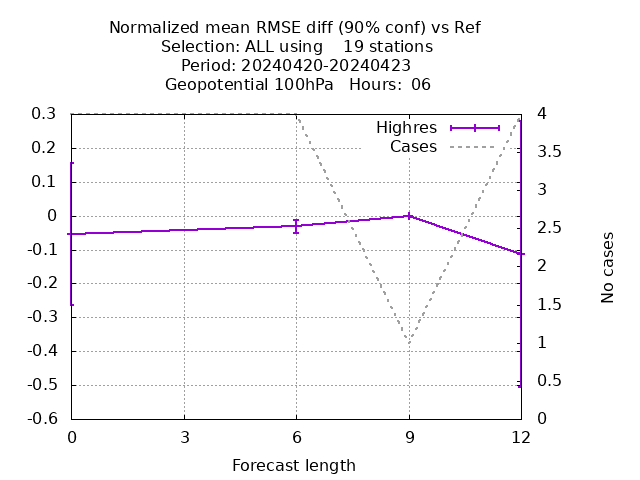 Normalized mean RMSE diff (90% conf) vs Ref
Selection: ALL using    19 stations
Period: 20240420-20240423
Geopotential 100hPa   Hours:  06
Highres
Cases
0.3
0.2
0.1
0
-0.1
-0.2
-0.3
-0.4
-0.5
-0.6
4
3.5
3
2.5
2
1.5
1
0.5
0
No cases
0 3 6 9 12
Forecast length